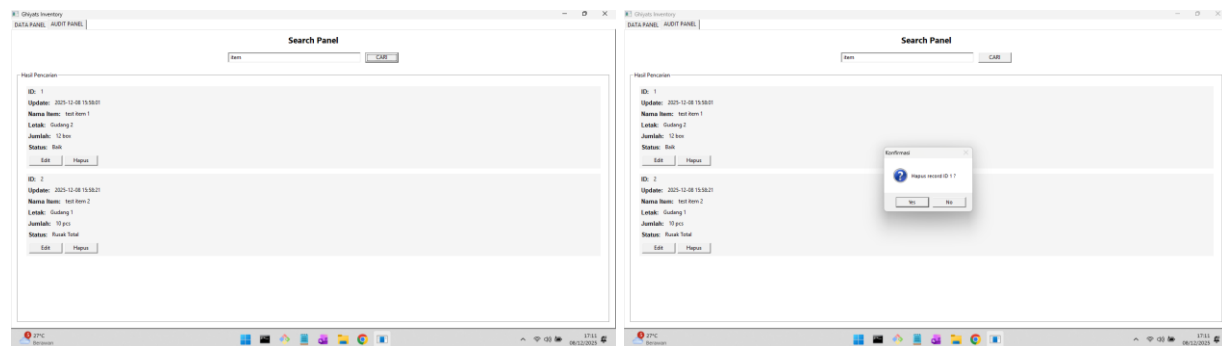 Ghiyats Inventory
DATA PANEL AUDIT PANEL
Search Panel
item CARI
Hasil Pencarian
ID: 1
Update: 2025-12-08 15:56:01
Nama Item: test item 1
Letak: Gudang 2
Jumlah: 12 box
Status: Baik
Edit Hapus
ID: 2
Update: 2025-12-08 15:56:21
Nama Item: test item 2
Letak: Gudang 1
Jumlah: 10 pcs
Status: Rusak Total
Edit Hapus
27°C
Berawan
17:11
08/12/2025
Ghiyats Inventory
DATA PANEL AUDIT PANEL
Search Panel
item CARI
Hasil Pencarian
ID: 1
Update: 2025-12-08 15:56:01
Nama Item: test item 1
Letak: Gudang 2
Jumlah: 12 box
Status: Baik
Edit Hapus
ID: 2
Update: 2025-12-08 15:56:21
Nama Item: test item 2
Letak: Gudang 1
Jumlah: 10 pcs
Status: Rusak Total
Edit Hapus
Konfirmasi
Hapus record ID 1 ?
Yes No
27°C
Berawan
17:11
08/12/2025